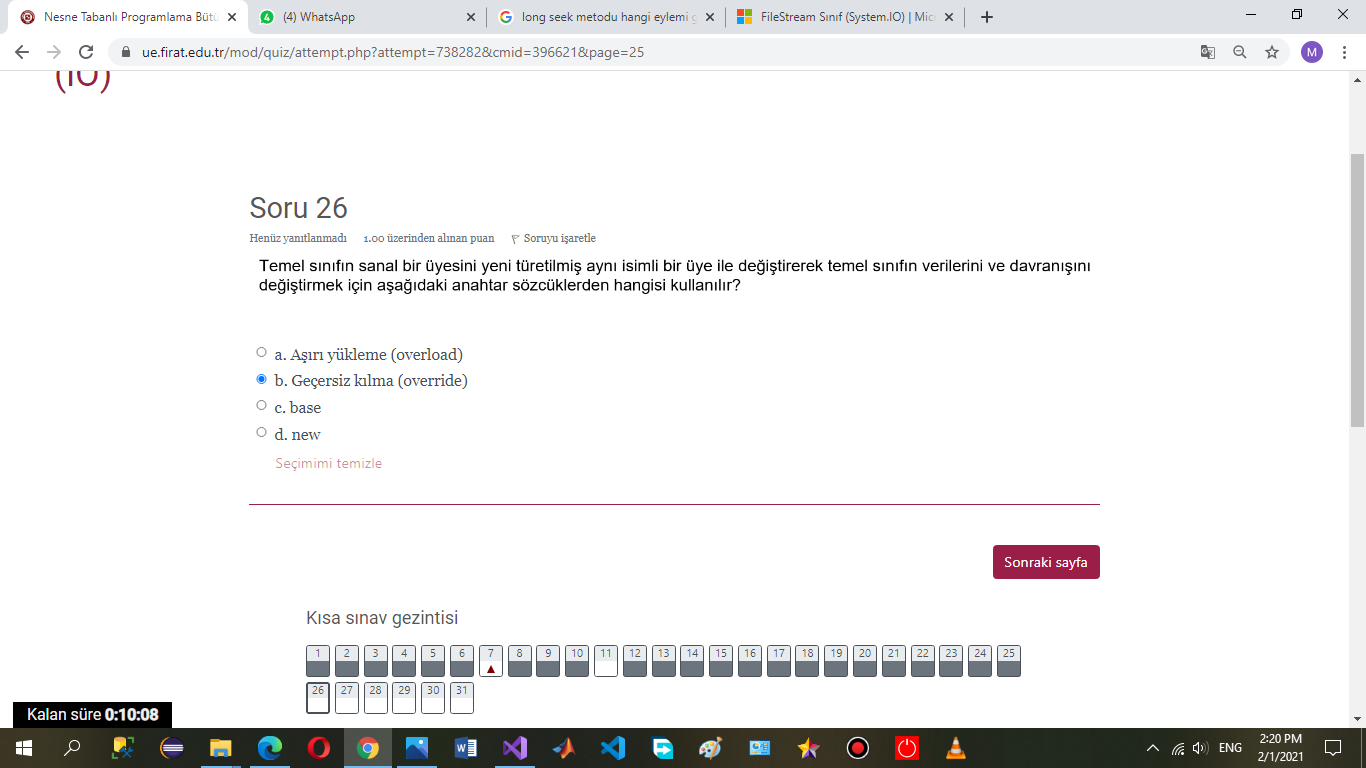 Nesne Tabanlı Programlama Bütü
(4) WhatsApp
long seek metodu hangi eylemi g
FileStream Sınıf (System.IO) | Micr
ue.firat.edu.tr/mod/quiz/attempt.php?attempt=738282&cmid=396621&page=25
M
(İÖ)
Soru 26
Henüz yanıtlanmadı 1.00 üzerinden alınan puan Soruyu işaretle
Temel sınıfın sanal bir üyesini yeni türetilmiş aynı isimli bir üye ile değiştirerek temel sınıfın verilerini ve davranışını
değiştirmek için aşağıdaki anahtar sözcüklerden hangisi kullanılır?
a. Aşırı yükleme (overload)
b. Geçersiz kılma (override)
c. base
d. new
Seçimimi temizle
Sonraki sayfa
Kısa sınav gezintisi
1 2 3 4 5 6 7 8 9 10 11 12 13 14 15 16 17 18 19 20 21 22 23 24 25
26 27 28 29 30 31
Kalan süre 0:10:08
ENG
2:20 PM
2/1/2021